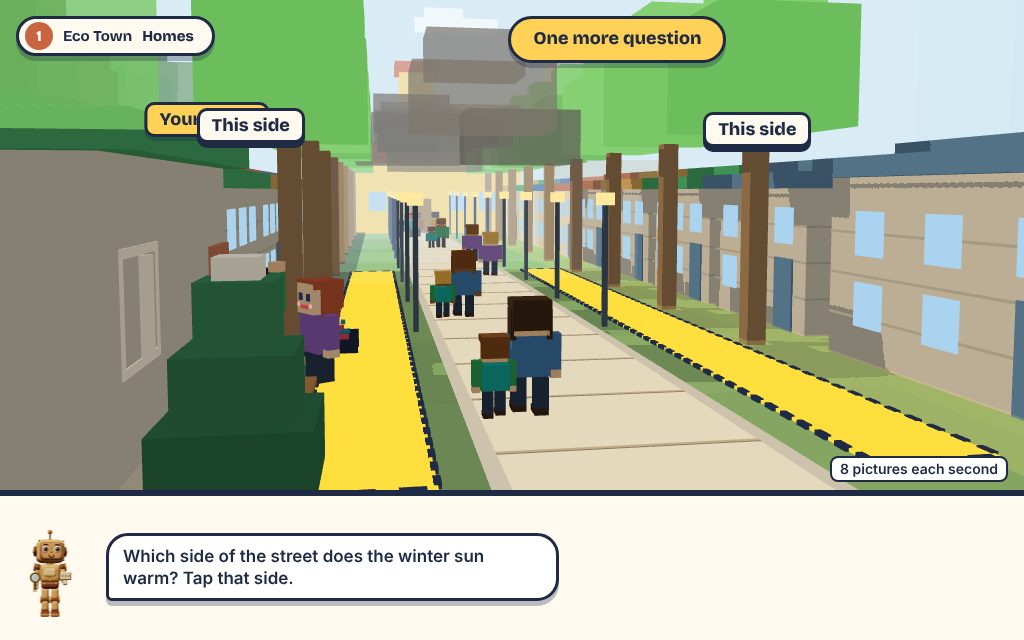 1 Eco Town Homes
One more question
Your
This side
This side
8 pictures each second
Which side of the street does the winter sun
warm? Tap that side.